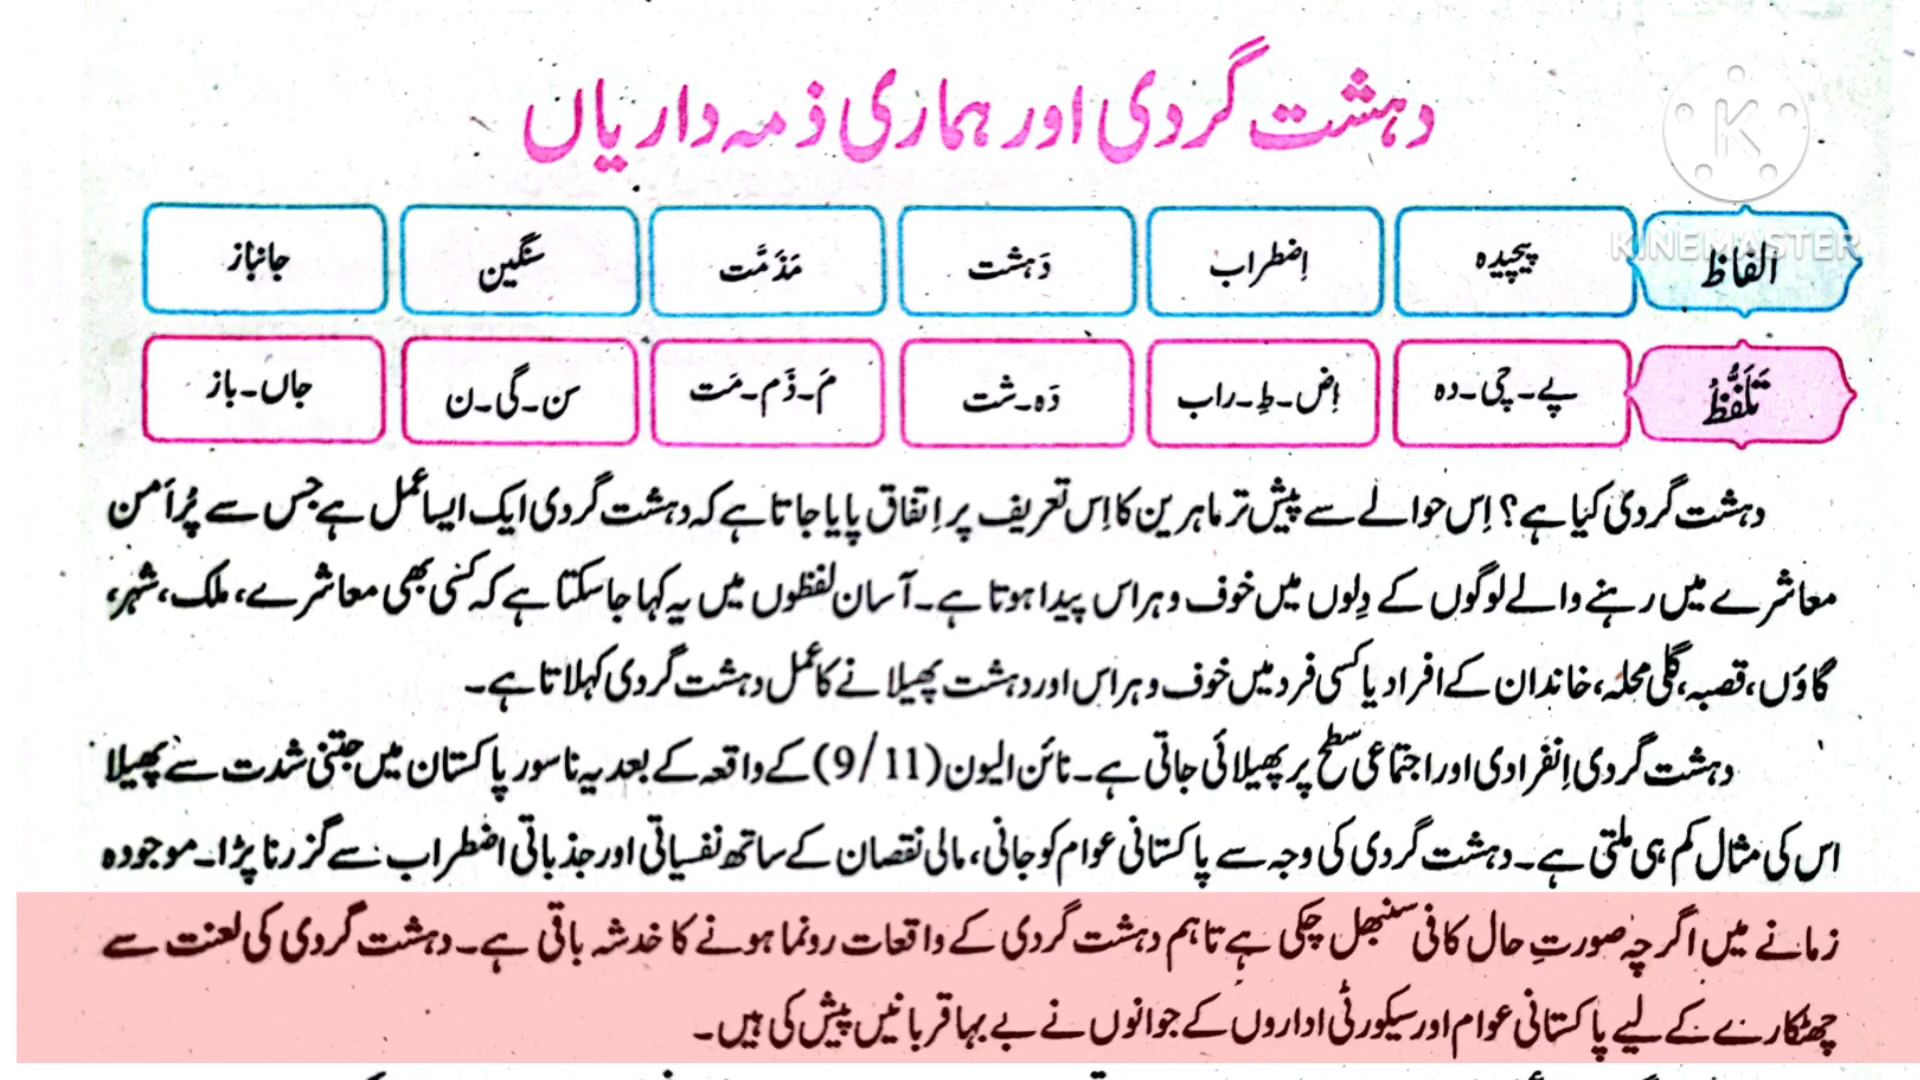 دہشت گردی اور ہماری ذمہ داریاں
KINEMASTER
الفاظ پیچیدہ اِضطراب دَہشت مَذَمَّت سنگین جانباز
تَلَفُّظ پے۔چی۔دہ اِض۔طِ۔راب دَہ۔شت مَ۔ذَم۔مَت سن۔گی۔ن جاں۔باز
دہشت گردی کیا ہے؟ اِس حوالے سے پیش تر ماہرین کا اِس تعریف پر اِتفاق پایا جاتا ہے کہ دہشت گردی ایک ایسا عمل ہے جس سے پُراَمن
معاشرے میں رہنے والے لوگوں کے دِلوں میں خوف و ہراس پیدا ہوتا ہے۔ آسان لفظوں میں یہ کہا جا سکتا ہے کہ کسی بھی معاشرے، ملک، شہر،
گاؤں، قصبہ، گلی محلہ، خاندان کے افراد یا کسی فرد میں خوف و ہراس اور دہشت پھیلانے کا عمل دہشت گردی کہلاتا ہے۔
دہشت گردی اِنفرادی اور اجتماعی سطح پر پھیلائی جاتی ہے۔ نائن الیون (9/11) کے واقعہ کے بعد یہ ناسور پاکستان میں جتنی شدت سے پھیلا
اس کی مثال کم ہی ملتی ہے۔ دہشت گردی کی وجہ سے پاکستانی عوام کو جانی، مالی نقصان کے ساتھ نفسیاتی اور جذباتی اضطراب سے گزرنا پڑا۔ موجودہ
زمانے میں اگرچہ صورتِ حال کافی سنبھل چکی ہے تاہم دہشت گردی کے واقعات رونما ہونے کا خدشہ باقی ہے۔ دہشت گردی کی لعنت سے
چھٹکارے کے لیے پاکستانی عوام اور سیکورٹی اداروں کے جوانوں نے بے بہا قربانیں پیش کی ہیں۔